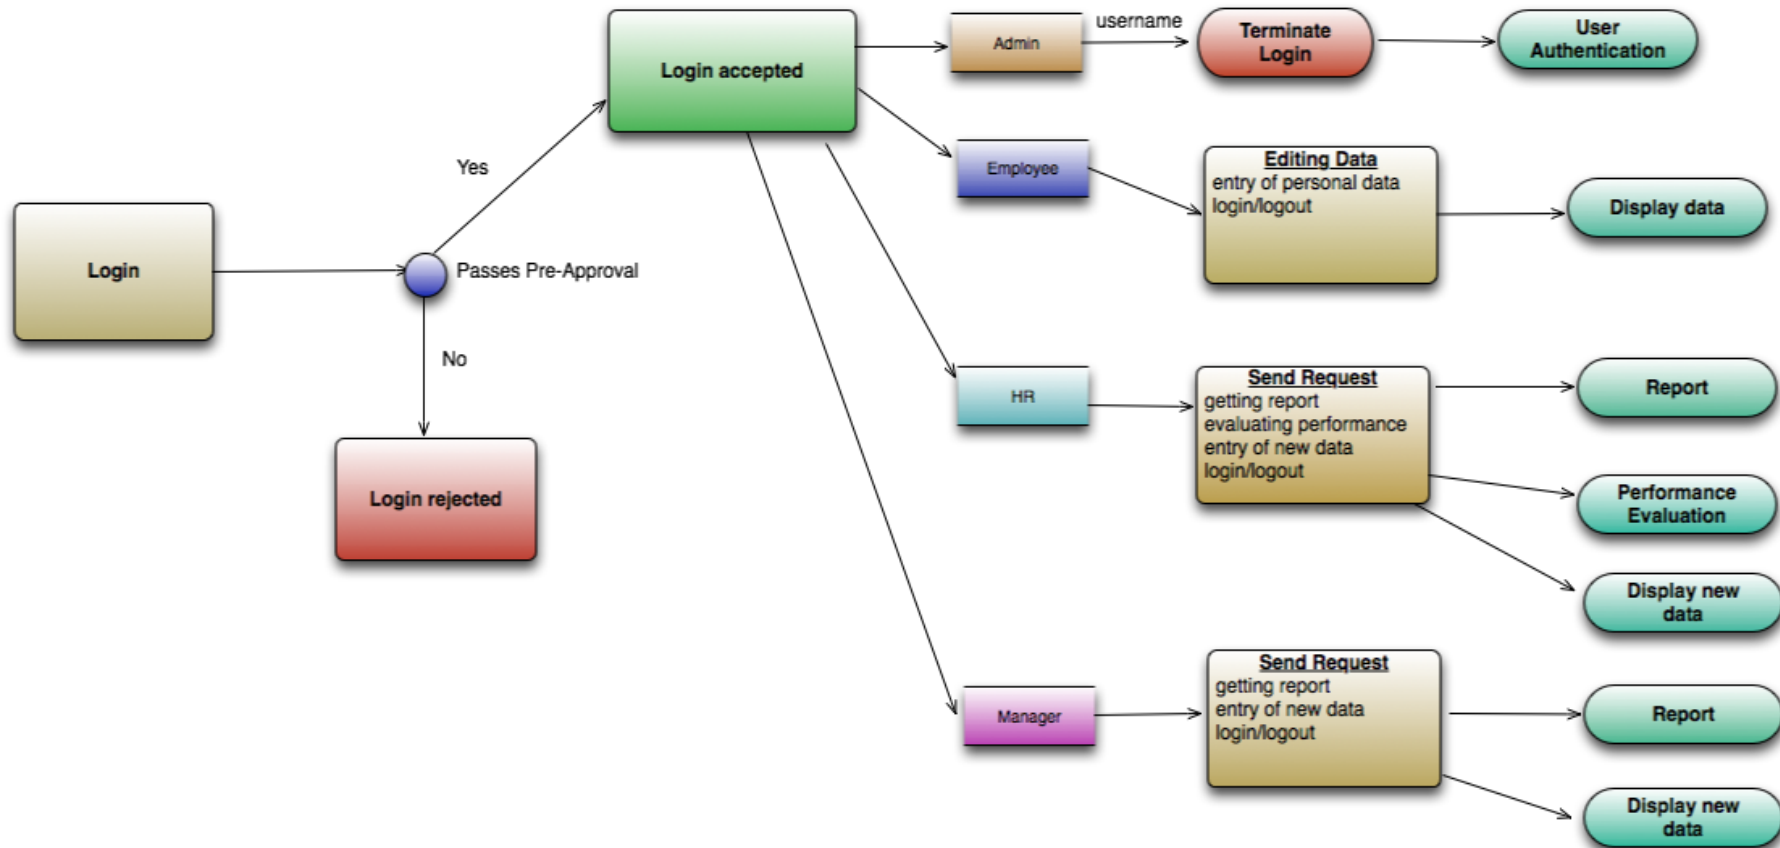 Login
Passes Pre-Approval
Yes
No
Login rejected
Login accepted
Admin
username
Terminate
Login
User
Authentication
Employee
Editing Data
entry of personal data
login/logout
Display data
HR
Send Request
getting report
evaluating performance
entry of new data
login/logout
Report
Performance
Evaluation
Display new
data
Manager
Send Request
getting report
entry of new data
login/logout
Report
Display new
data